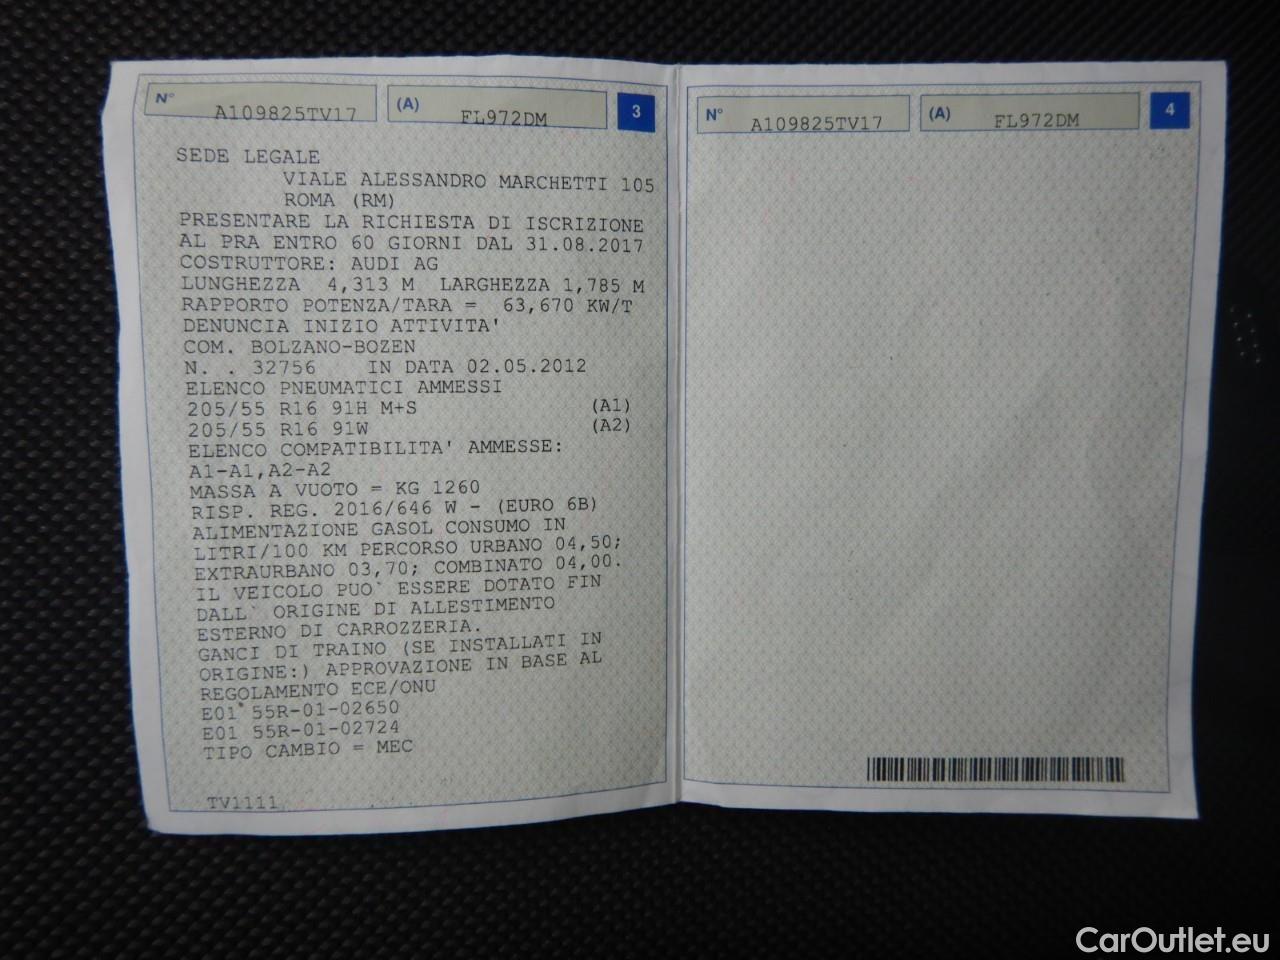 N° A109825TV17 (A) FL972DM 3
SEDE LEGALE
VIALE ALESSANDRO MARCHETTI 105
ROMA (RM)
PRESENTARE LA RICHIESTA DI ISCRIZIONE
AL PRA ENTRO 60 GIORNI DAL 31.08.2017
COSTRUTTORE: AUDI AG
LUNGHEZZA 4,313 M LARGHEZZA 1,785 M
RAPPORTO POTENZA/TARA = 63,670 KW/T
DENUNCIA INIZIO ATTIVITA'
COM. BOLZANO-BOZEN
N. . 32756 IN DATA 02.05.2012
ELENCO PNEUMATICI AMMESSI
205/55 R16 91H M+S (A1)
205/55 R16 91W (A2)
ELENCO COMPATIBILITA' AMMESSE:
A1-A1,A2-A2
MASSA A VUOTO = KG 1260
RISP. REG. 2016/646 W - (EURO 6B)
ALIMENTAZIONE GASOL CONSUMO IN
LITRI/100 KM PERCORSO URBANO 04,50;
EXTRAURBANO 03,70; COMBINATO 04,00.
IL VEICOLO PUO` ESSERE DOTATO FIN
DALL` ORIGINE DI ALLESTIMENTO
ESTERNO DI CARROZZERIA.
GANCI DI TRAINO (SE INSTALLATI IN
ORIGINE:) APPROVAZIONE IN BASE AL
REGOLAMENTO ECE/ONU
E01 55R-01-02650
E01 55R-01-02724
TIPO CAMBIO = MEC
TV1111
N° A109825TV17 (A) FL972DM 4
CarOutlet.eu